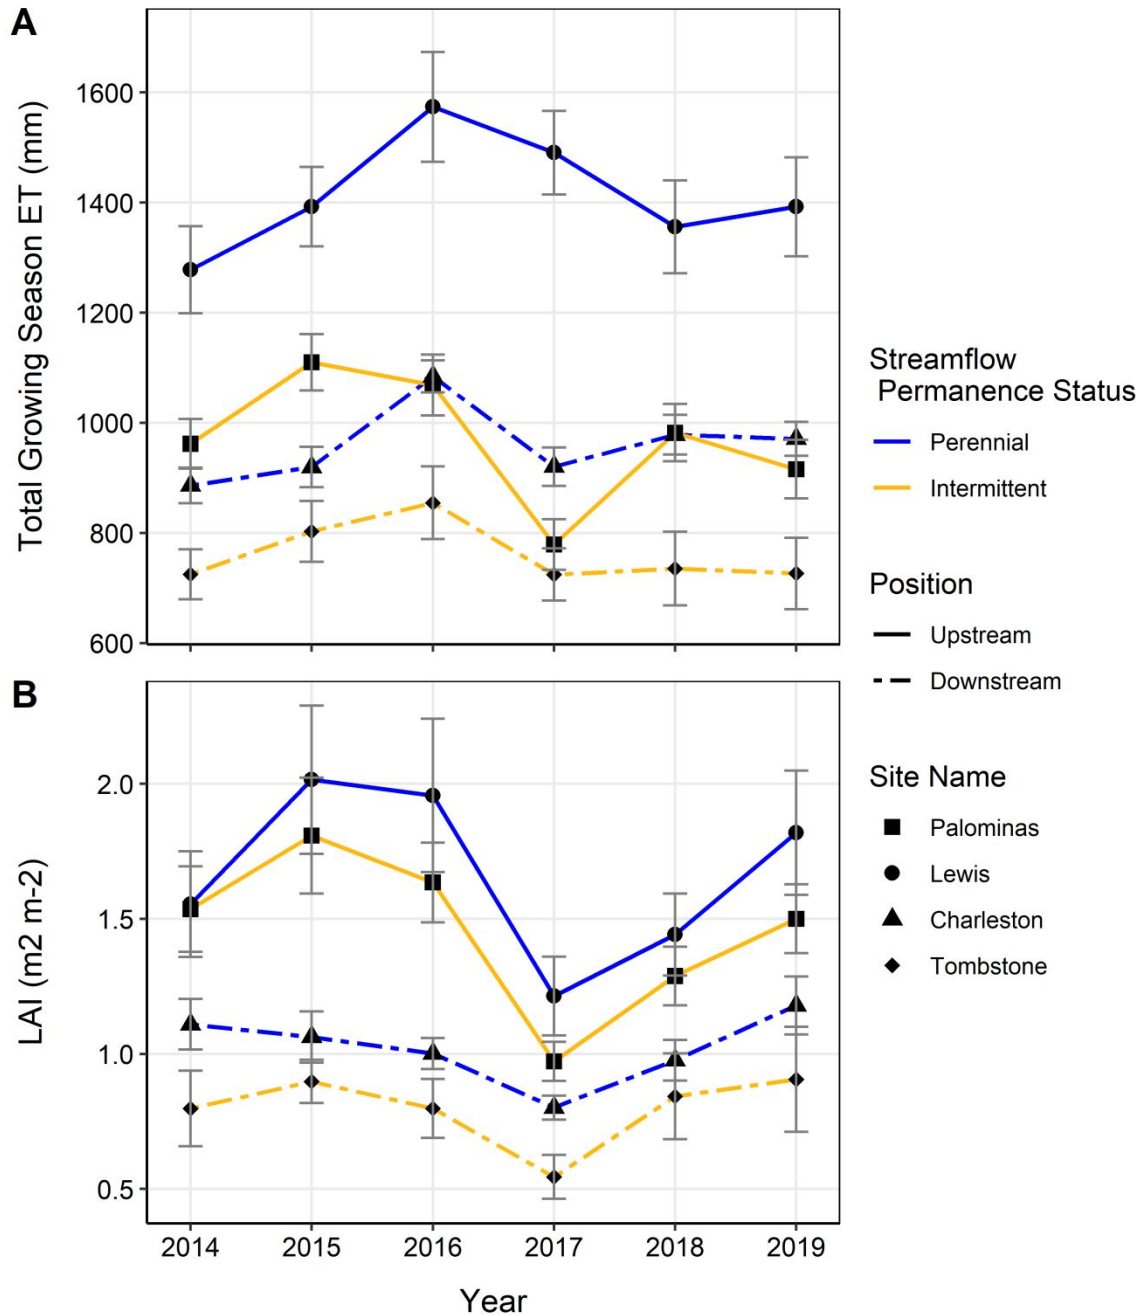 A
Total Growing Season ET (mm)
1600
1400
1200
1000
800
600
B
LAI (m2 m-2)
2.0
1.5
1.0
0.5
2014 2015 2016 2017 2018 2019
Year
Streamflow
Permanence Status
Perennial
Intermittent
Position
Upstream
Downstream
Site Name
Palominas
Lewis
Charleston
Tombstone